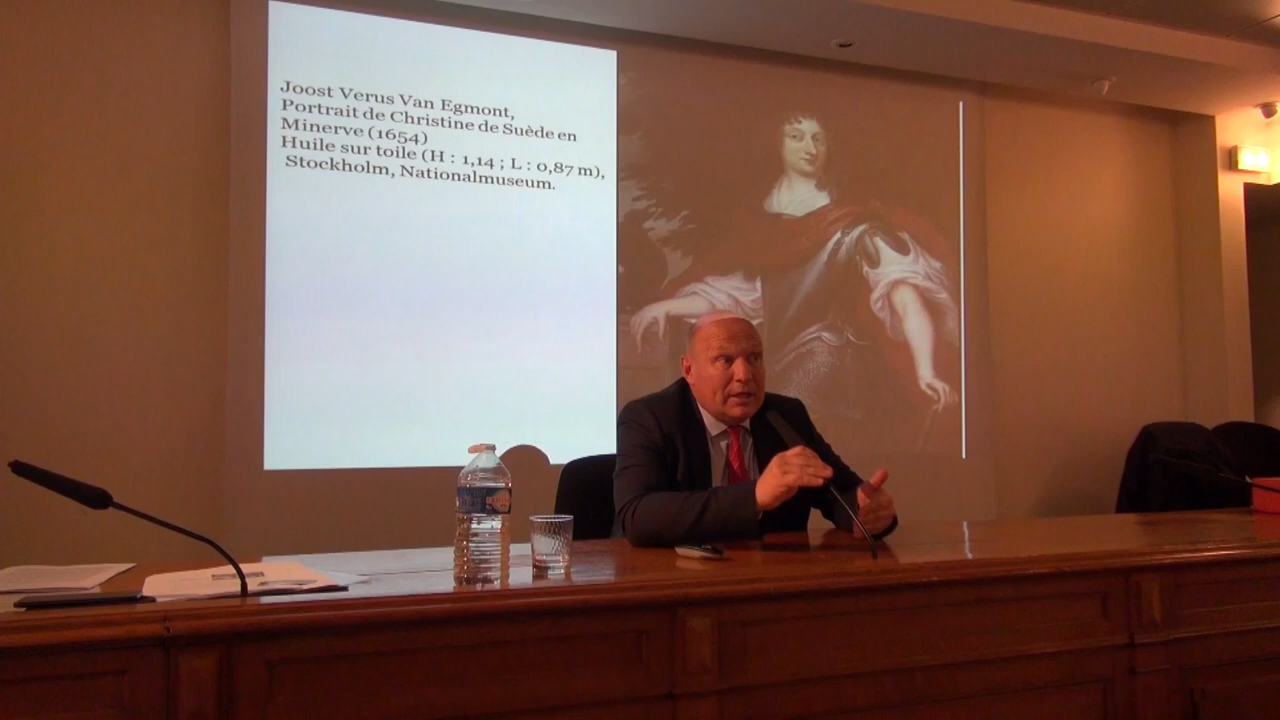 Joost Verus Van Egmont,
Portrait de Christine de Suède en
Minerve (1654)
Huile sur toile (H : 1,14 ; L : 0,87 m),
Stockholm, Nationalmuseum.